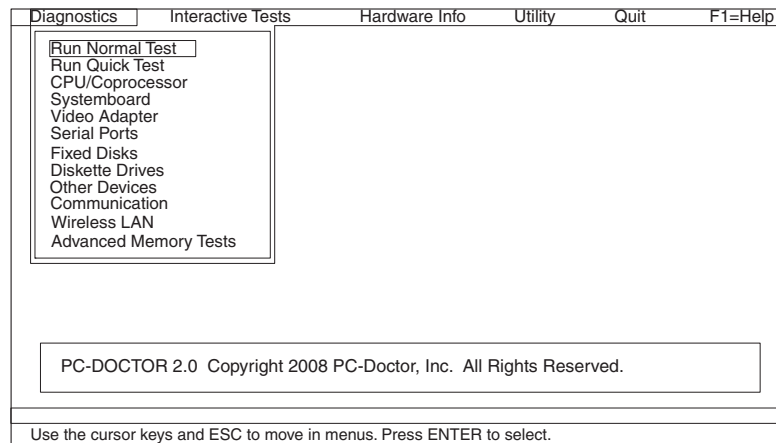 Diagnostics Interactive Tests Hardware Info Utility Quit F1=Help
Run Normal Test
Run Quick Test
CPU/Coprocessor
Systemboard
Video Adapter
Serial Ports
Fixed Disks
Diskette Drives
Other Devices
Communication
Wireless LAN
Advanced Memory Tests
PC-DOCTOR 2.0 Copyright 2008 PC-Doctor, Inc. All Rights Reserved.
Use the cursor keys and ESC to move in menus. Press ENTER to select.